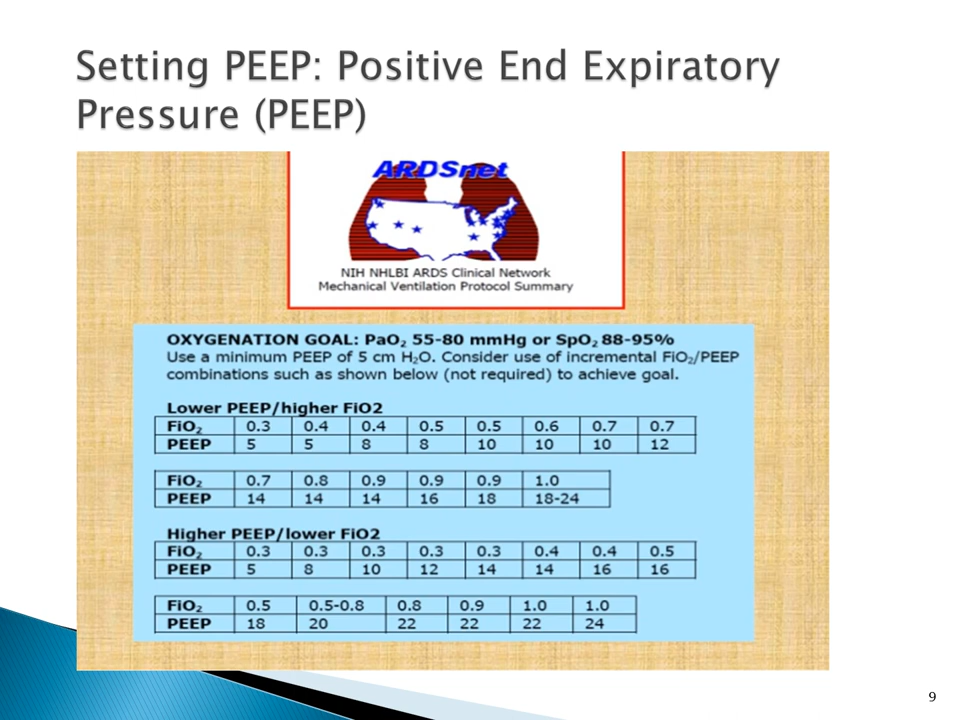 Setting PEEP: Positive End Expiratory
Pressure (PEEP)
ARDSnet
NIH NHLBI ARDS Clinical Network
Mechanical Ventilation Protocol Summary
OXYGENATION GOAL: PaO₂ 55-80 mmHg or SpO₂ 88-95%
Use a minimum PEEP of 5 cm H₂O. Consider use of incremental FiO₂/PEEP
combinations such as shown below (not required) to achieve goal.
Lower PEEP/higher FiO2
FiO₂ 0.3 0.4 0.4 0.5 0.5 0.6 0.7 0.7
PEEP 5 5 8 8 10 10 10 12
FiO₂ 0.7 0.8 0.9 0.9 0.9 1.0
PEEP 14 14 14 16 18 18-24
Higher PEEP/lower FiO2
FiO₂ 0.3 0.3 0.3 0.3 0.3 0.4 0.4 0.5
PEEP 5 8 10 12 14 14 16 16
FiO₂ 0.5 0.5-0.8 0.8 0.9 1.0 1.0
PEEP 18 20 22 22 22 24
9